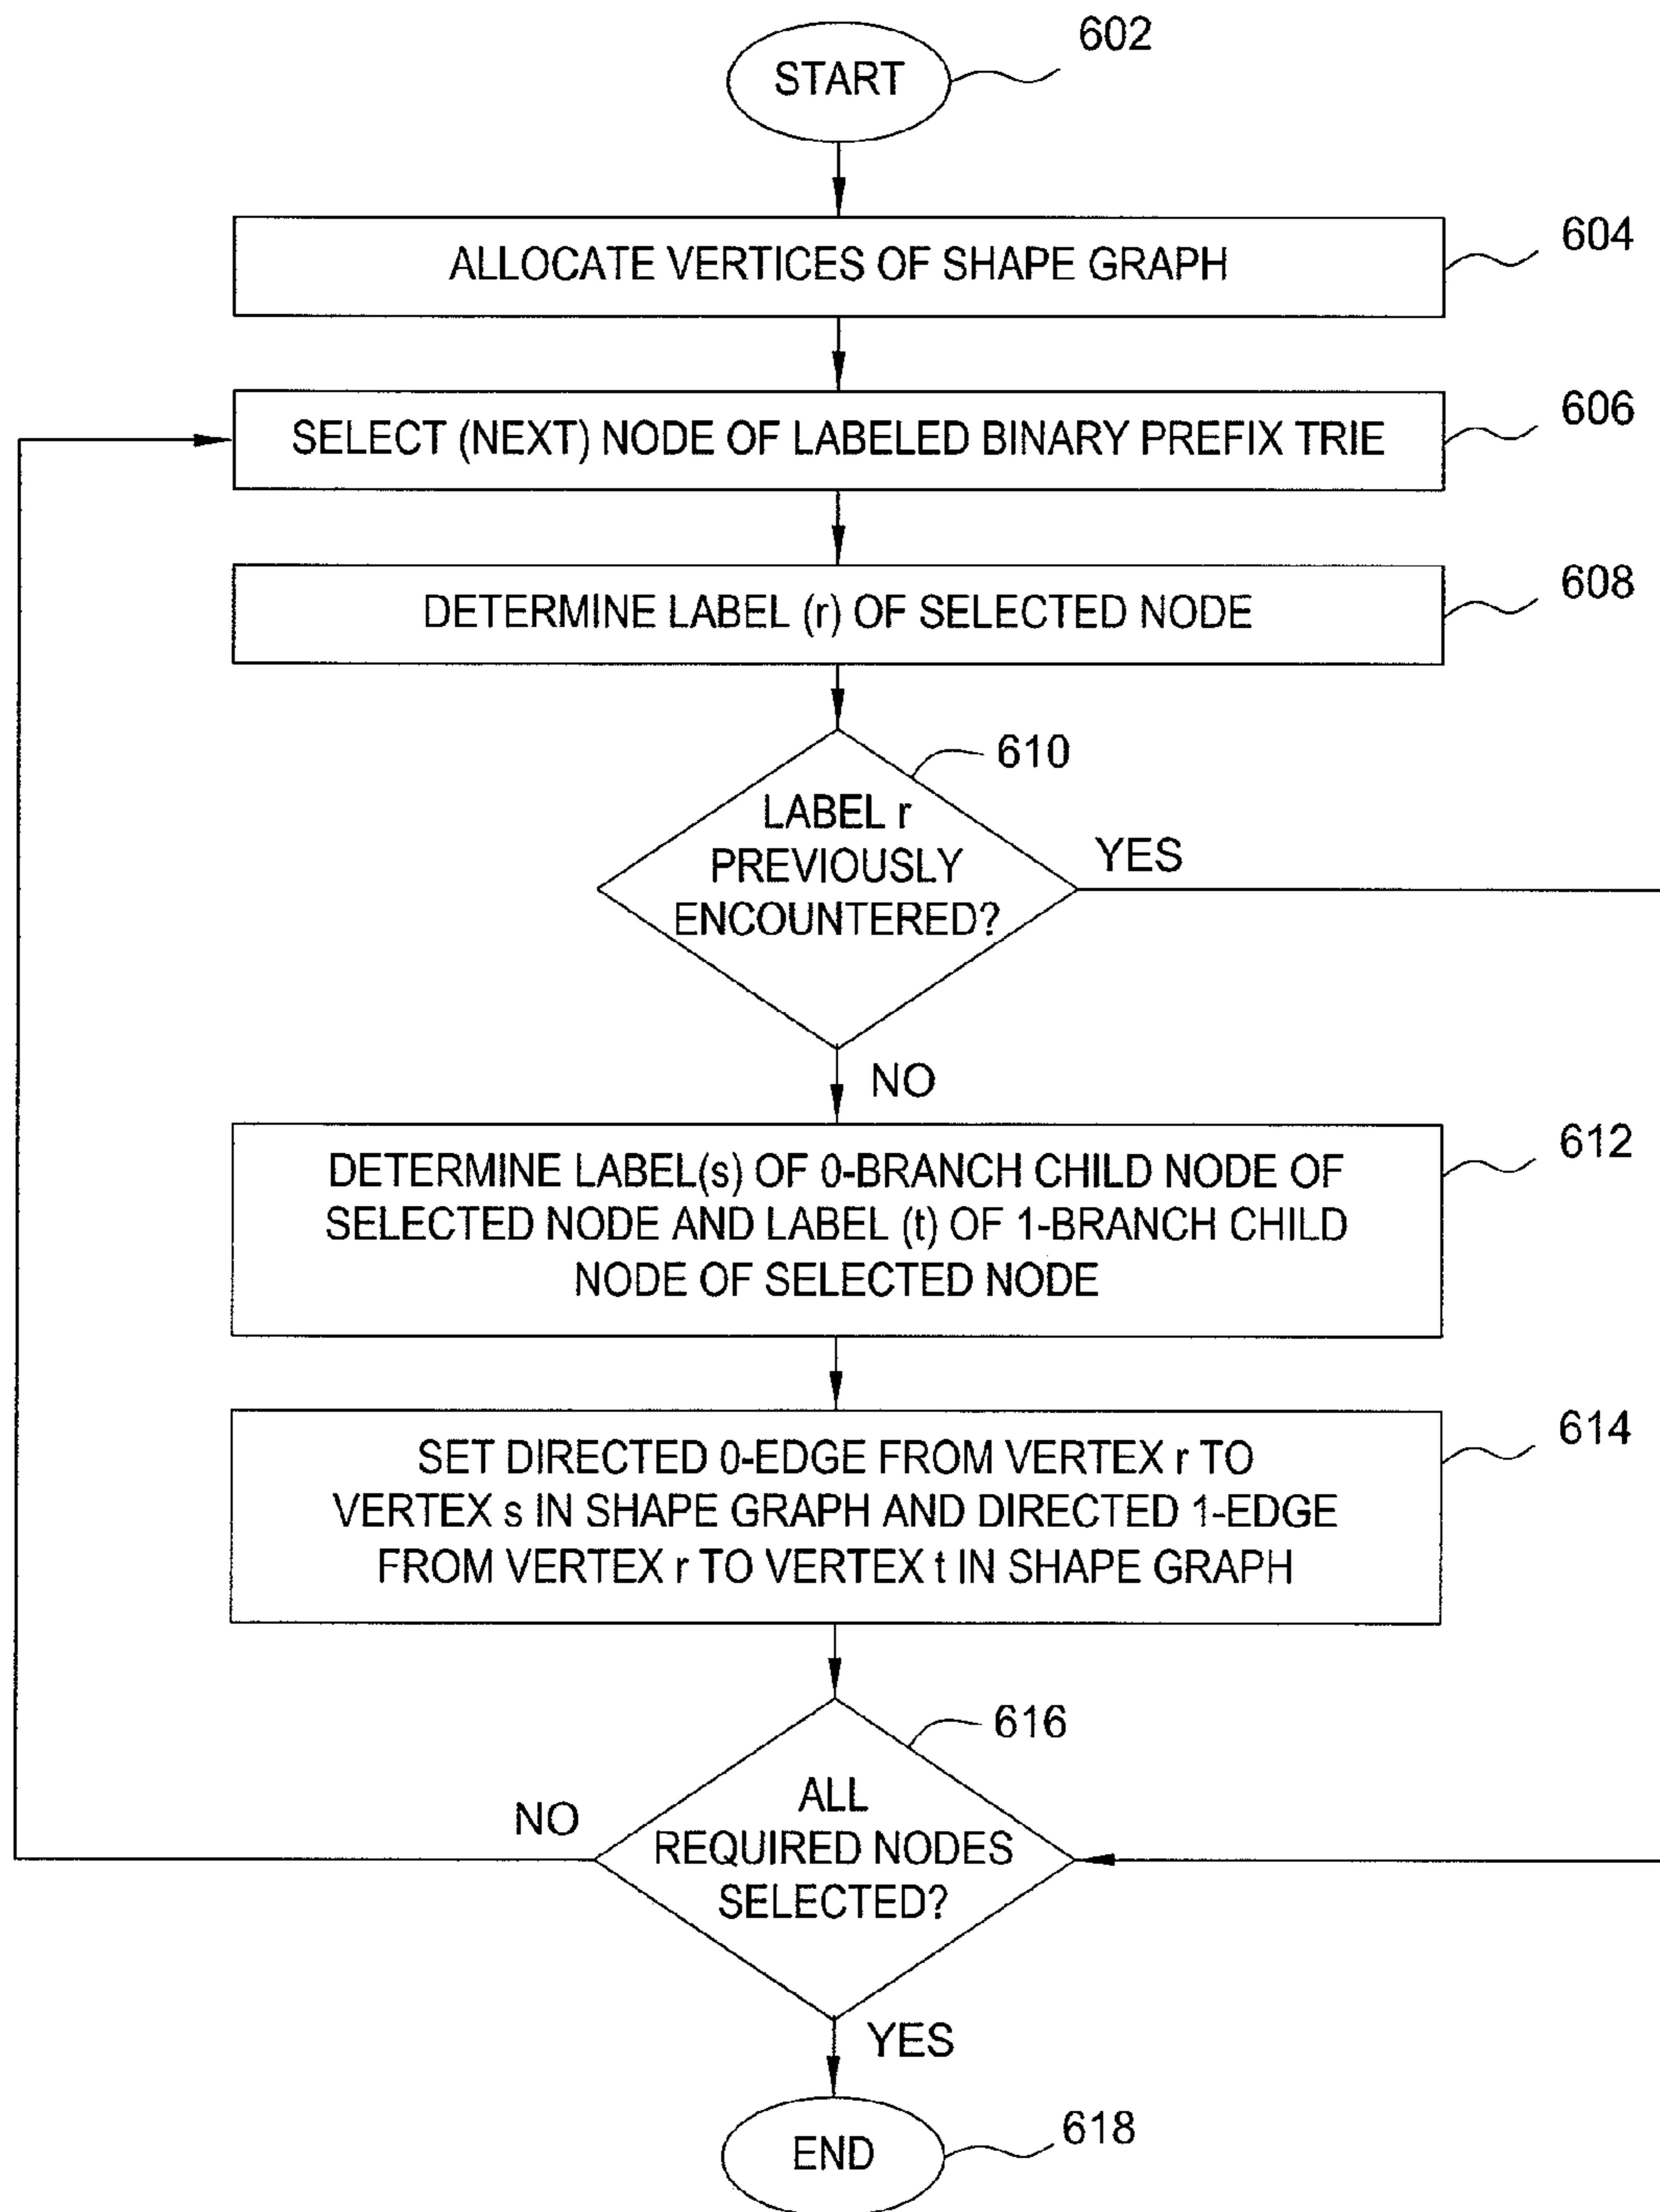 START
602
ALLOCATE VERTICES OF SHAPE GRAPH
604
SELECT (NEXT) NODE OF LABELED BINARY PREFIX TRIE
606
DETERMINE LABEL (r) OF SELECTED NODE
608
610
LABEL r
PREVIOUSLY
ENCOUNTERED?
YES
NO
DETERMINE LABEL(s) OF 0-BRANCH CHILD NODE OF
SELECTED NODE AND LABEL (t) OF 1-BRANCH CHILD
NODE OF SELECTED NODE
612
SET DIRECTED 0-EDGE FROM VERTEX r TO
VERTEX s IN SHAPE GRAPH AND DIRECTED 1-EDGE
FROM VERTEX r TO VERTEX t IN SHAPE GRAPH
614
616
ALL
REQUIRED NODES
SELECTED?
NO
YES
END
618